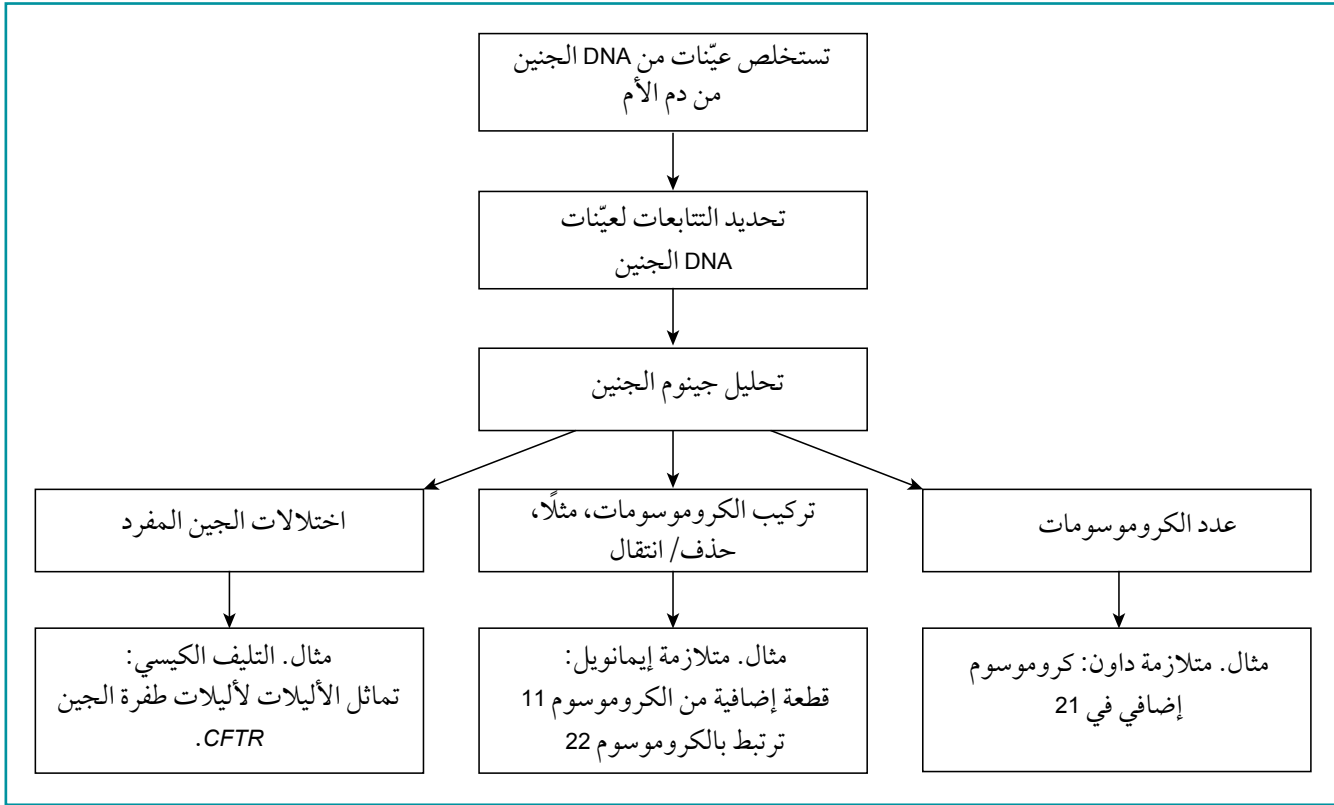 تستخلص عيّنات من DNA الجنين
من دم الأم
تحديد التتابعات لعيّنات
DNA الجنين
تحليل جينوم الجنين
عدد الكروموسومات
تركيب الكروموسومات، مثلًا،
حذف/ انتقال
اختلالات الجين المفرد
مثال. متلازمة داون: كروموسوم
إضافي في 21
مثال. متلازمة إيمانويل:
قطعة إضافية من الكروموسوم 11
ترتبط بالكروموسوم 22
مثال. التليف الكيسي:
تماثل الأليلات لأليلات طفرة الجين
CFTR.